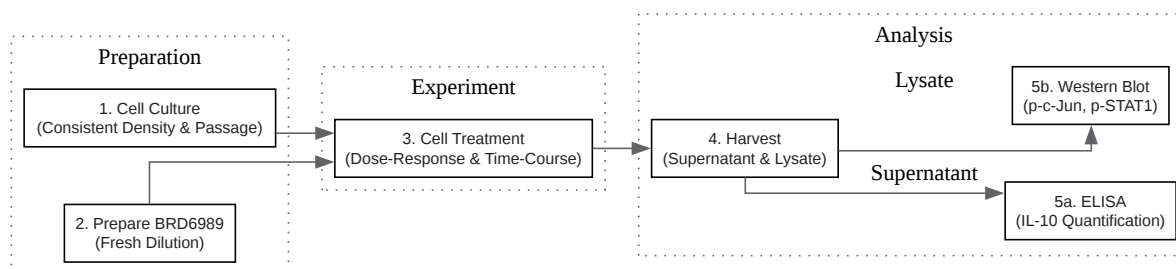 Preparation
1. Cell Culture
(Consistent Density & Passage)
2. Prepare BRD6989
(Fresh Dilution)
Experiment
3. Cell Treatment
(Dose-Response & Time-Course)
Analysis
4. Harvest
(Supernatant & Lysate)
Lysate
5b. Western Blot
(p-c-Jun, p-STAT1)
Supernatant
5a. ELISA
(IL-10 Quantification)